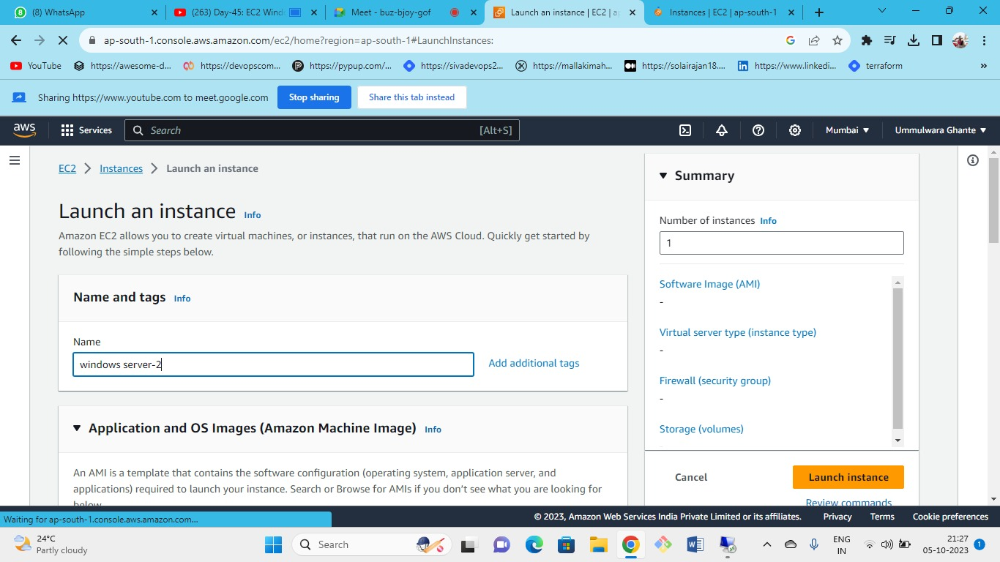 (8) WhatsApp
(263) Day-45: EC2 Wind
Meet - buz-bjoy-gof
Launch an instance | EC2 | a
Instances | EC2 | ap-south-1
ap-south-1.console.aws.amazon.com/ec2/home?region=ap-south-1#LaunchInstances:
YouTube
https://awesome-d...
https://devopscom...
https://pypup.com/...
https://sivadevops2...
https://mallakimah...
https://solairajan18....
https://www.linkedi...
terraform
Sharing https://www.youtube.com to meet.google.com
Stop sharing
Share this tab instead
aws
Services
Search
[Alt+S]
Mumbai
Ummulwara Ghante
EC2
Instances
Launch an instance
Launch an instance Info
Amazon EC2 allows you to create virtual machines, or instances, that run on the AWS Cloud. Quickly get started by
following the simple steps below.
Name and tags Info
Name
windows server-2
Add additional tags
Application and OS Images (Amazon Machine Image) Info
An AMI is a template that contains the software configuration (operating system, application server, and
applications) required to launch your instance. Search or Browse for AMIs if you don't see what you are looking for
below
Summary
Number of instances Info
1
Software Image (AMI)
-
Virtual server type (instance type)
-
Firewall (security group)
-
Storage (volumes)
Cancel
Launch instance
Review commands
Waiting for ap-south-1.console.aws.amazon.com...
© 2023, Amazon Web Services India Private Limited or its affiliates.
Privacy
Terms
Cookie preferences
24°C
Partly cloudy
Search
ENG
IN
21:27
05-10-2023
1